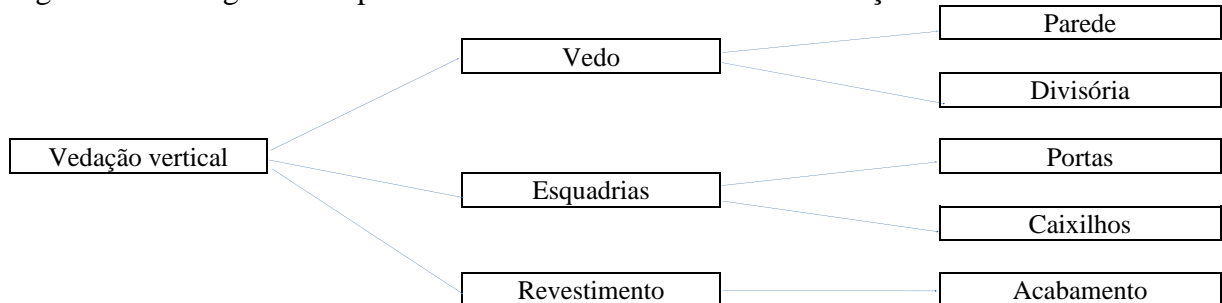 Vedação vertical
Vedo
Esquadrias
Revestimento
Parede
Divisória
Portas
Caixilhos
Acabamento